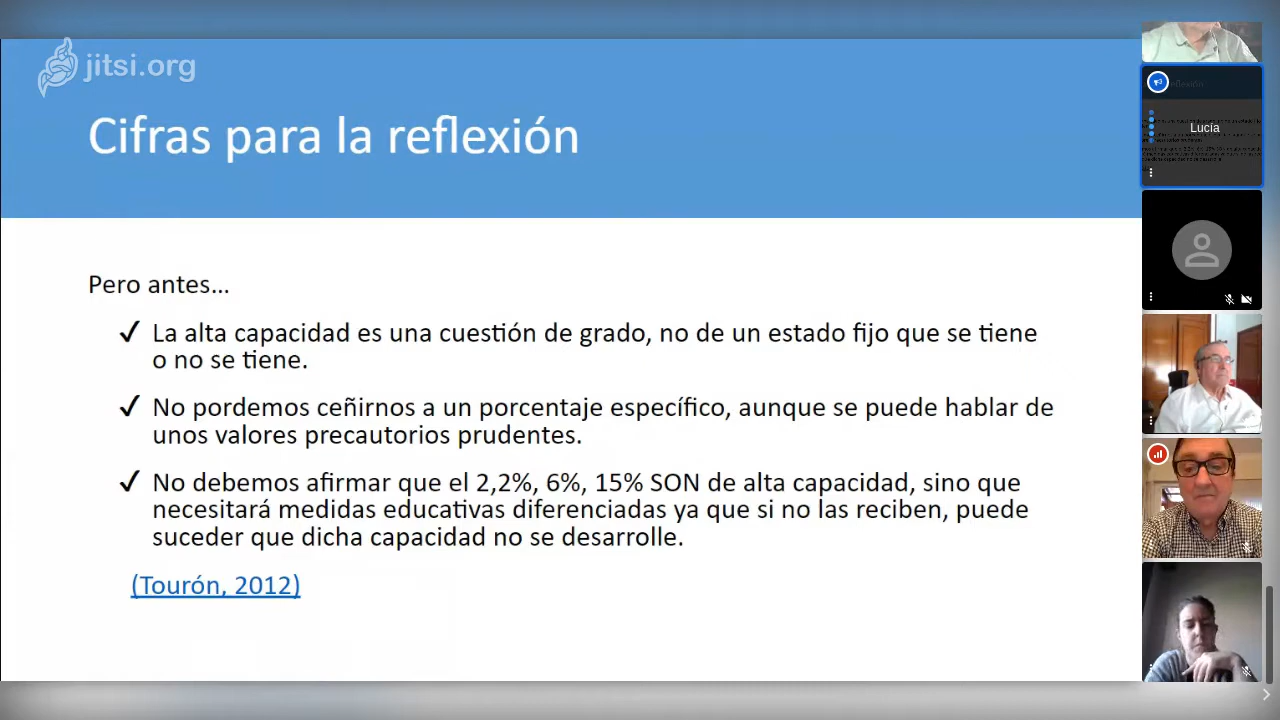 jitsi.org
Cifras para la reflexión
Pero antes...
✓ La alta capacidad es una cuestión de grado, no de un estado fijo que se tiene
o no se tiene.
✓ No pordemos ceñirnos a un porcentaje específico, aunque se puede hablar de
unos valores precautorios prudentes.
✓ No debemos afirmar que el 2,2%, 6%, 15% SON de alta capacidad, sino que
necesitará medidas educativas diferenciadas ya que si no las reciben, puede
suceder que dicha capacidad no se desarrolle.
(Tourón, 2012)
Lucía